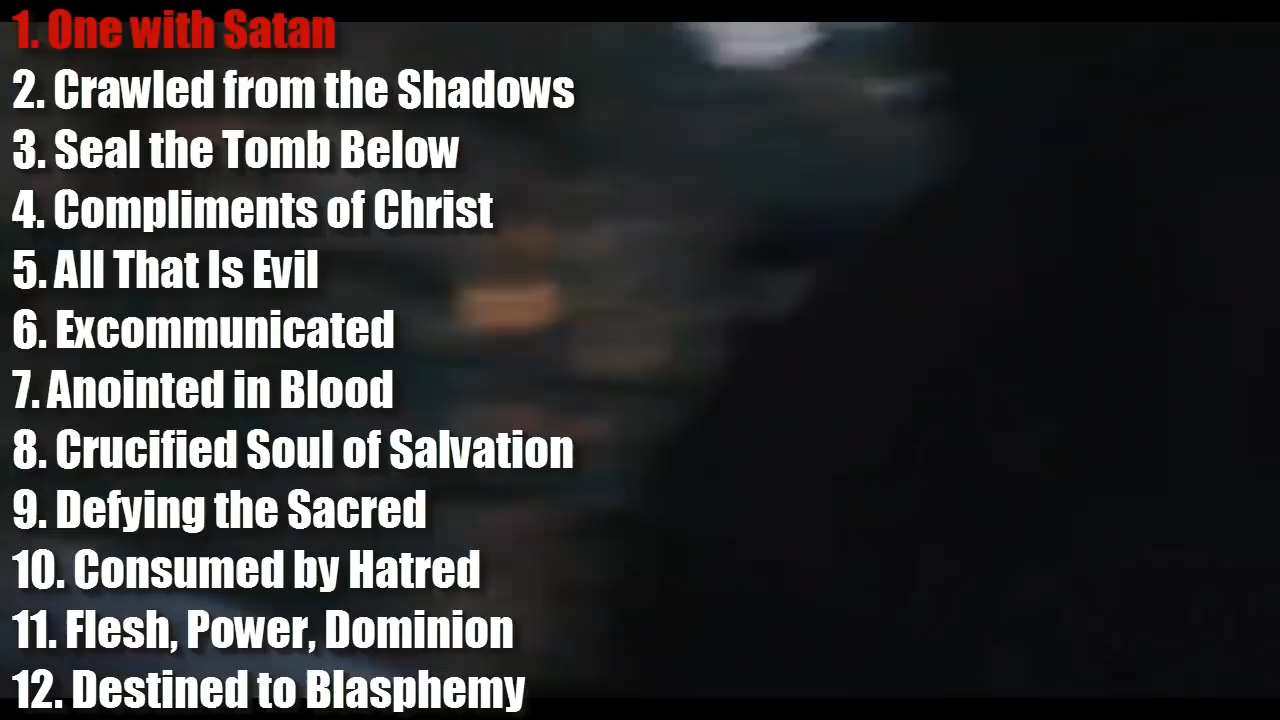 1. One with Satan
2. Crawled from the Shadows
3. Seal the Tomb Below
4. Compliments of Christ
5. All That Is Evil
6. Excommunicated
7. Anointed in Blood
8. Crucified Soul of Salvation
9. Defying the Sacred
10. Consumed by Hatred
11. Flesh, Power, Dominion
12. Destined to Blasphemy